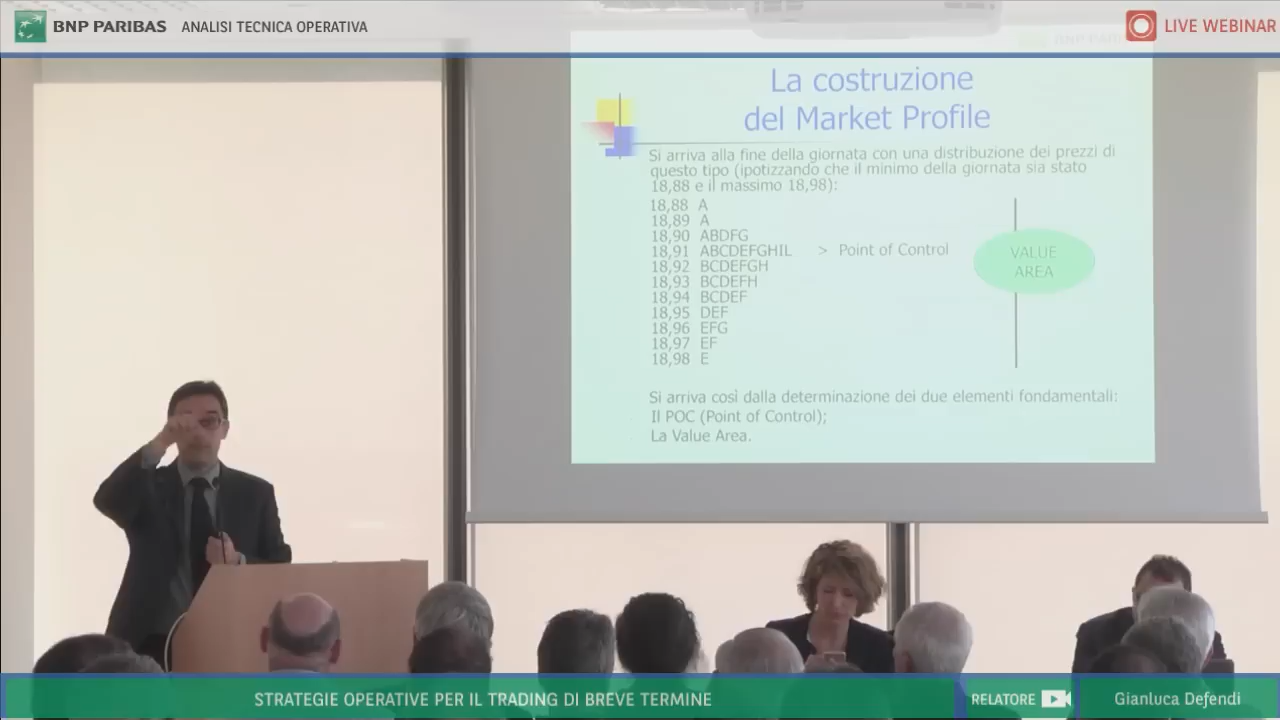 BNP PARIBAS ANALISI TECNICA OPERATIVA
LIVE WEBINAR
La costruzione
del Market Profile
Si arriva alla fine della giornata con una distribuzione dei prezzi di
questo tipo (ipotizzando che il minimo della giornata sia stato
18,88 e il massimo 18,98):
18,88 A
18,89 A
18,90 ABDFG
18,91 ABCDEFGHIL > Point of Control
18,92 BCDEFGH
18,93 BCDEFH
18,94 BCDEF
18,95 DEF
18,96 EFG
18,97 EF
18,98 E
VALUE
AREA
Si arriva così dalla determinazione dei due elementi fondamentali:
Il POC (Point of Control);
La Value Area.
STRATEGIE OPERATIVE PER IL TRADING DI BREVE TERMINE
RELATORE
Gianluca Defendi